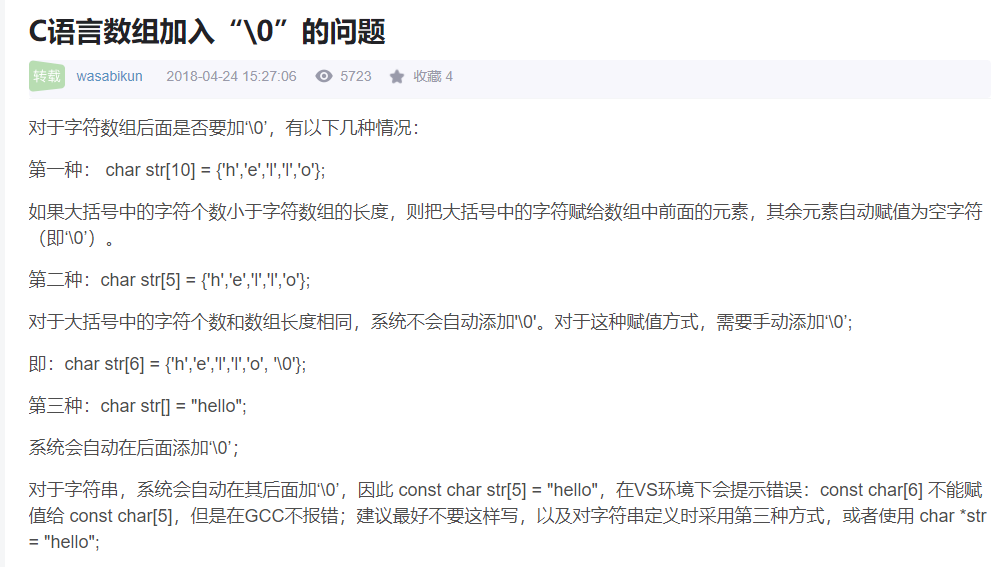 C语言数组加入“\0”的问题
转载 wasabikun 2018-04-24 15:27:06 5723 收藏 4
对于字符数组后面是否要加‘\0’，有以下几种情况：
第一种： char str[10] = {'h','e','l','l','o'};
如果大括号中的字符个数小于字符数组的长度，则把大括号中的字符赋给数组中前面的元素，其余元素自动赋值为空字符
（即‘\0’）。
第二种：char str[5] = {'h','e','l','l','o'};
对于大括号中的字符个数和数组长度相同，系统不会自动添加'\0'。对于这种赋值方式，需要手动添加‘\0’;
即：char str[6] = {'h','e','l','l','o', '\0'};
第三种：char str[] = "hello";
系统会自动在后面添加‘\0’；
对于字符串，系统会自动在其后面加‘\0’，因此 const char str[5] = "hello"，在VS环境下会提示错误：const char[6] 不能赋
值给 const char[5]，但是在GCC不报错；建议最好不要这样写，以及对字符串定义时采用第三种方式，或者使用 char *str
= "hello";